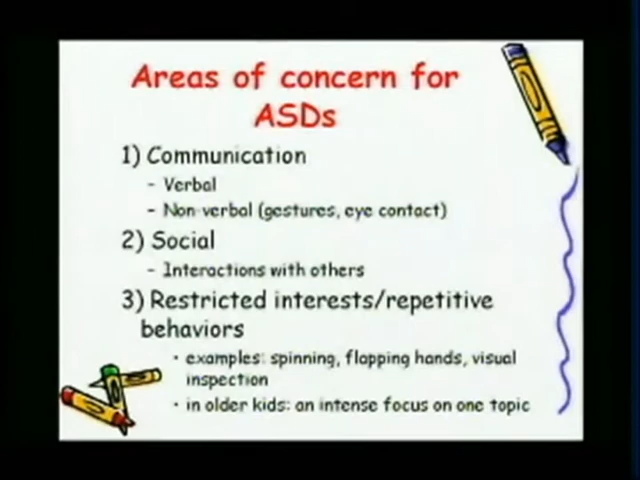 Areas of concern for
ASDs
1) Communication
- Verbal
- Non-verbal (gestures, eye contact)
2) Social
- Interactions with others
3) Restricted interests/repetitive
behaviors
• examples: spinning, flapping hands, visual
inspection
• in older kids: an intense focus on one topic